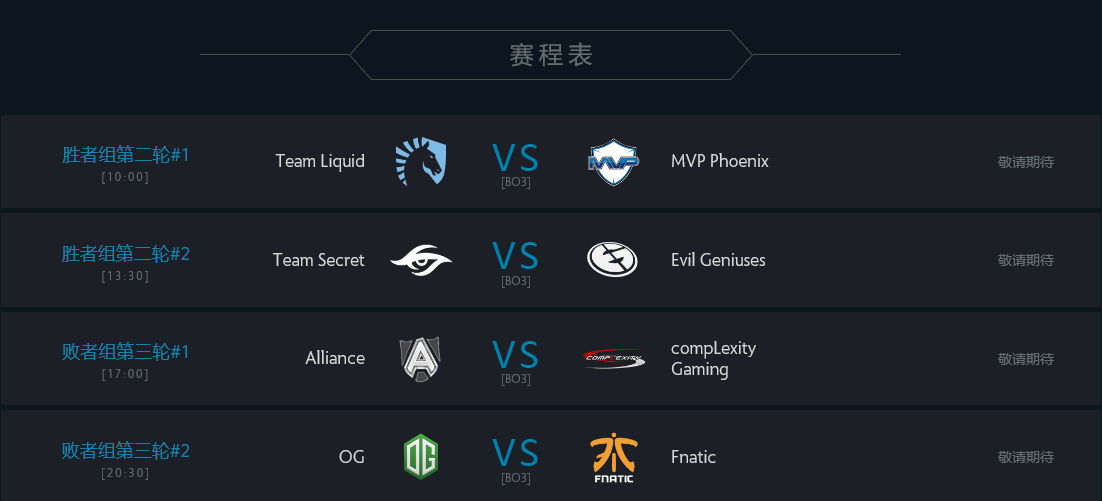 赛程表
胜者组第二轮#1
[10:00]
Team Liquid
VS
[BO3]
MVP
MVP Phoenix
敬请期待
胜者组第二轮#2
[13:30]
Team Secret
VS
[BO3]
Evil Geniuses
敬请期待
败者组第三轮#1
[17:00]
Alliance
A
VS
[BO3]
COMPLEXITY
compLexity
Gaming
敬请期待
败者组第三轮#2
[20:30]
OG
OG
VS
[BO3]
FNATIC
Fnatic
敬请期待